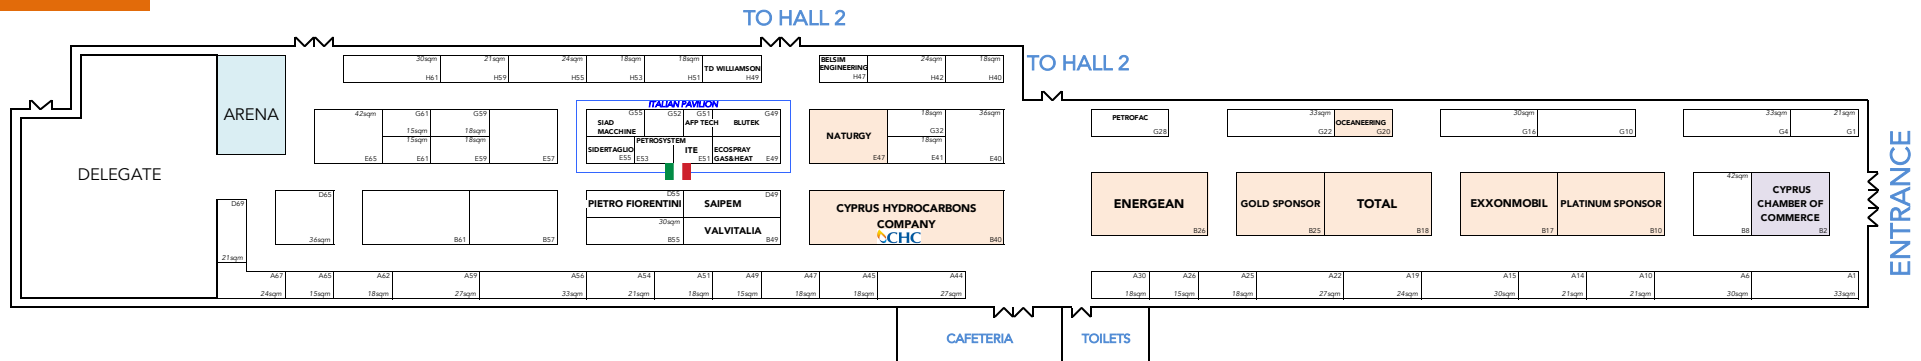 TO HALL 2
TO HALL 2
30sqm
H61
21sqm
H59
24sqm
H55
18sqm
H53
18sqm
H51
TD WILLIAMSON
H49
BELSIM
ENGINEERING
H47
24sqm
H42
18sqm
H40
ARENA
DELEGATE
42sqm
E65
G61
15sqm
15sqm
E61
G59
18sqm
18sqm
E59
E57
ITALIAN PAVILION
G55
SIAD
MACCHINE
G52
G51
AFP TECH
BLUTEK
G49
SIDERTAGLIO
E55
PETROSYSTEM
E53
ITE
E51
ECOSPRAY
GAS&HEAT
E49
NATURGY
E47
18sqm
G32
18sqm
E41
36sqm
E40
PETROFAC
G28
33sqm
G22
OCEANEERING
G20
30sqm
G16
G10
33sqm
G4
21sqm
G1
D69
21sqm
D65
36sqm
B61
B57
D55
PIETRO FIORENTINI
30sqm
B55
D49
SAIPEM
VALVITALIA
B49
CYPRUS HYDROCARBONS
COMPANY
CHC
B40
ENERGEAN
B26
GOLD SPONSOR
B25
TOTAL
B18
EXXONMOBIL
B17
PLATINUM SPONSOR
B10
42sqm
B8
CYPRUS
CHAMBER OF
COMMERCE
B2
ENTRANCE
A67
24sqm
A65
15sqm
A62
18sqm
A59
27sqm
A56
33sqm
A54
21sqm
A51
18sqm
A49
15sqm
A47
18sqm
A45
18sqm
A44
27sqm
A30
18sqm
A26
15sqm
A25
18sqm
A22
27sqm
A19
24sqm
A15
30sqm
A14
21sqm
A10
21sqm
A6
30sqm
A1
33sqm
CAFETERIA
TOILETS